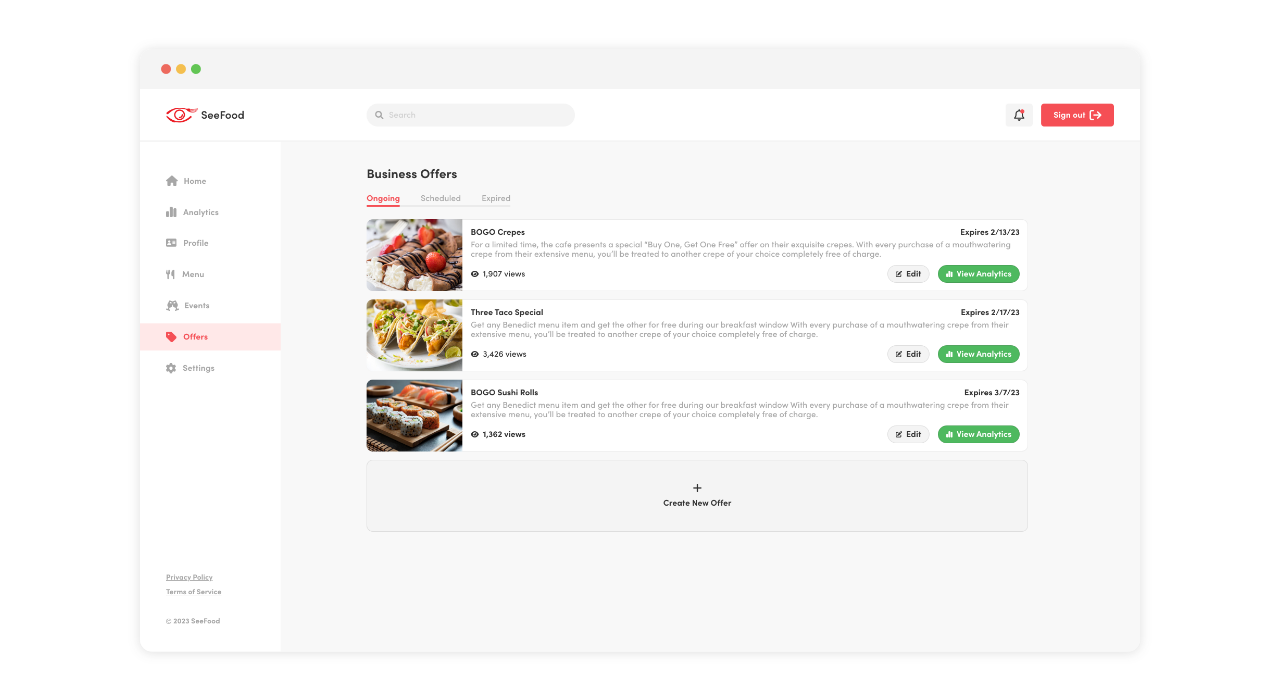 SeeFood
Search
Sign out
Home
Analytics
Profile
Menu
Events
Offers
Settings
Privacy Policy
Terms of Service
© 2023 SeeFood
Business Offers
Ongoing Scheduled Expired
BOGO Crepes Expires 2/13/23
For a limited time, the cafe presents a special "Buy One, Get One Free" offer on their exquisite crepes. With every purchase of a mouthwatering
crepe from their extensive menu, you'll be treated to another crepe of your choice completely free of charge.
1,907 views Edit View Analytics
Three Taco Special Expires 2/17/23
Get any Benedict menu item and get the other for free during our breakfast window With every purchase of a mouthwatering crepe from their
extensive menu, you'll be treated to another crepe of your choice completely free of charge.
3,426 views Edit View Analytics
BOGO Sushi Rolls Expires 3/7/23
Get any Benedict menu item and get the other for free during our breakfast window With every purchase of a mouthwatering crepe from their
extensive menu, you'll be treated to another crepe of your choice completely free of charge.
1,362 views Edit View Analytics
Create New Offer